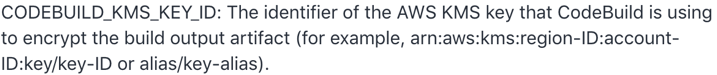 CODEBUILD_KMS_KEY_ID: The identifier of the AWS KMS key that CodeBuild is using
to encrypt the build output artifact (for example, arn:aws:kms:region-ID:account-
ID:key/key-ID or alias/key-alias).